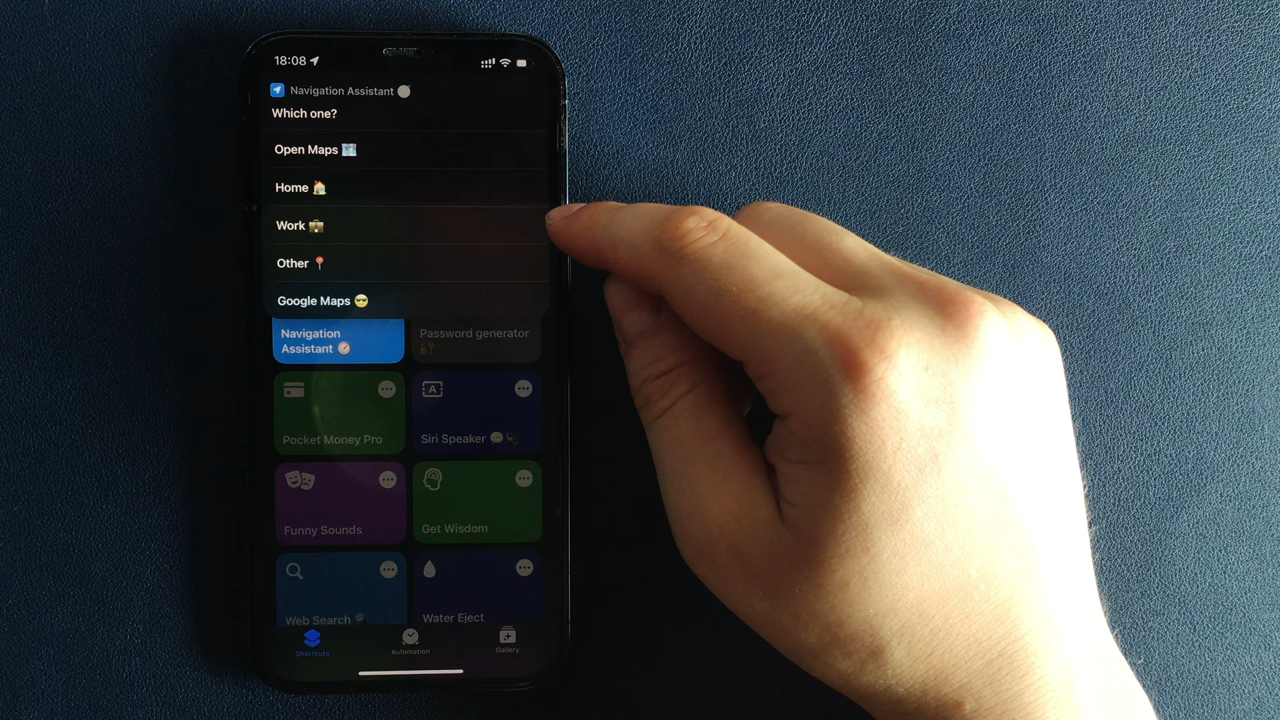 18:08
Navigation Assistant
Which one?
Open Maps 🗺️
Home 🏠
Work 💼
Other 📍
Google Maps 😎
Navigation
Assistant 🧭
Password generator
🔐
Pocket Money Pro
A
Siri Speaker 💬
Funny Sounds
Get Wisdom
Web Search
Water Eject
Shortcuts
Automation
Gallery